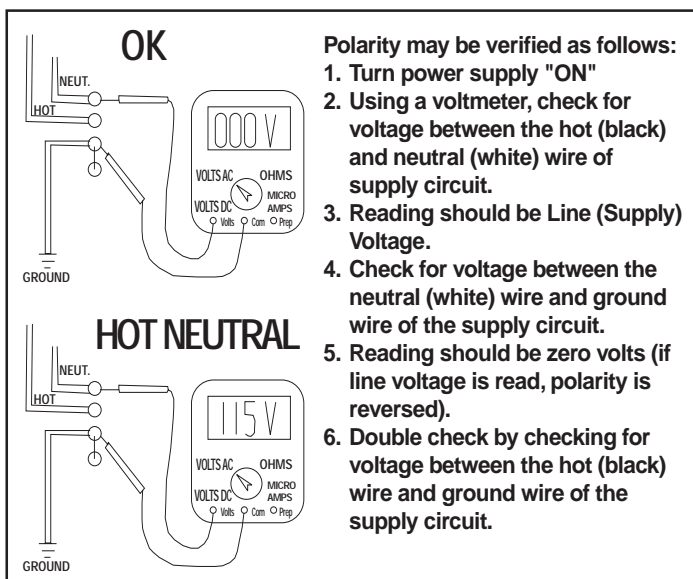 OK
NEUT.
HOT
000 V
VOLTS AC OHMS
MICRO
VOLTS DC AMPS
Volts Com Prep
GROUND
HOT NEUTRAL
NEUT.
HOT
115V
VOLTS AC OHMS
MICRO
VOLTS DC AMPS
Volts Com Prep
GROUND
Polarity may be verified as follows:
1. Turn power supply "ON"
2. Using a voltmeter, check for
voltage between the hot (black)
and neutral (white) wire of
supply circuit.
3. Reading should be Line (Supply)
Voltage.
4. Check for voltage between the
neutral (white) wire and ground
wire of the supply circuit.
5. Reading should be zero volts (if
line voltage is read, polarity is
reversed).
6. Double check by checking for
voltage between the hot (black)
wire and ground wire of the
supply circuit.